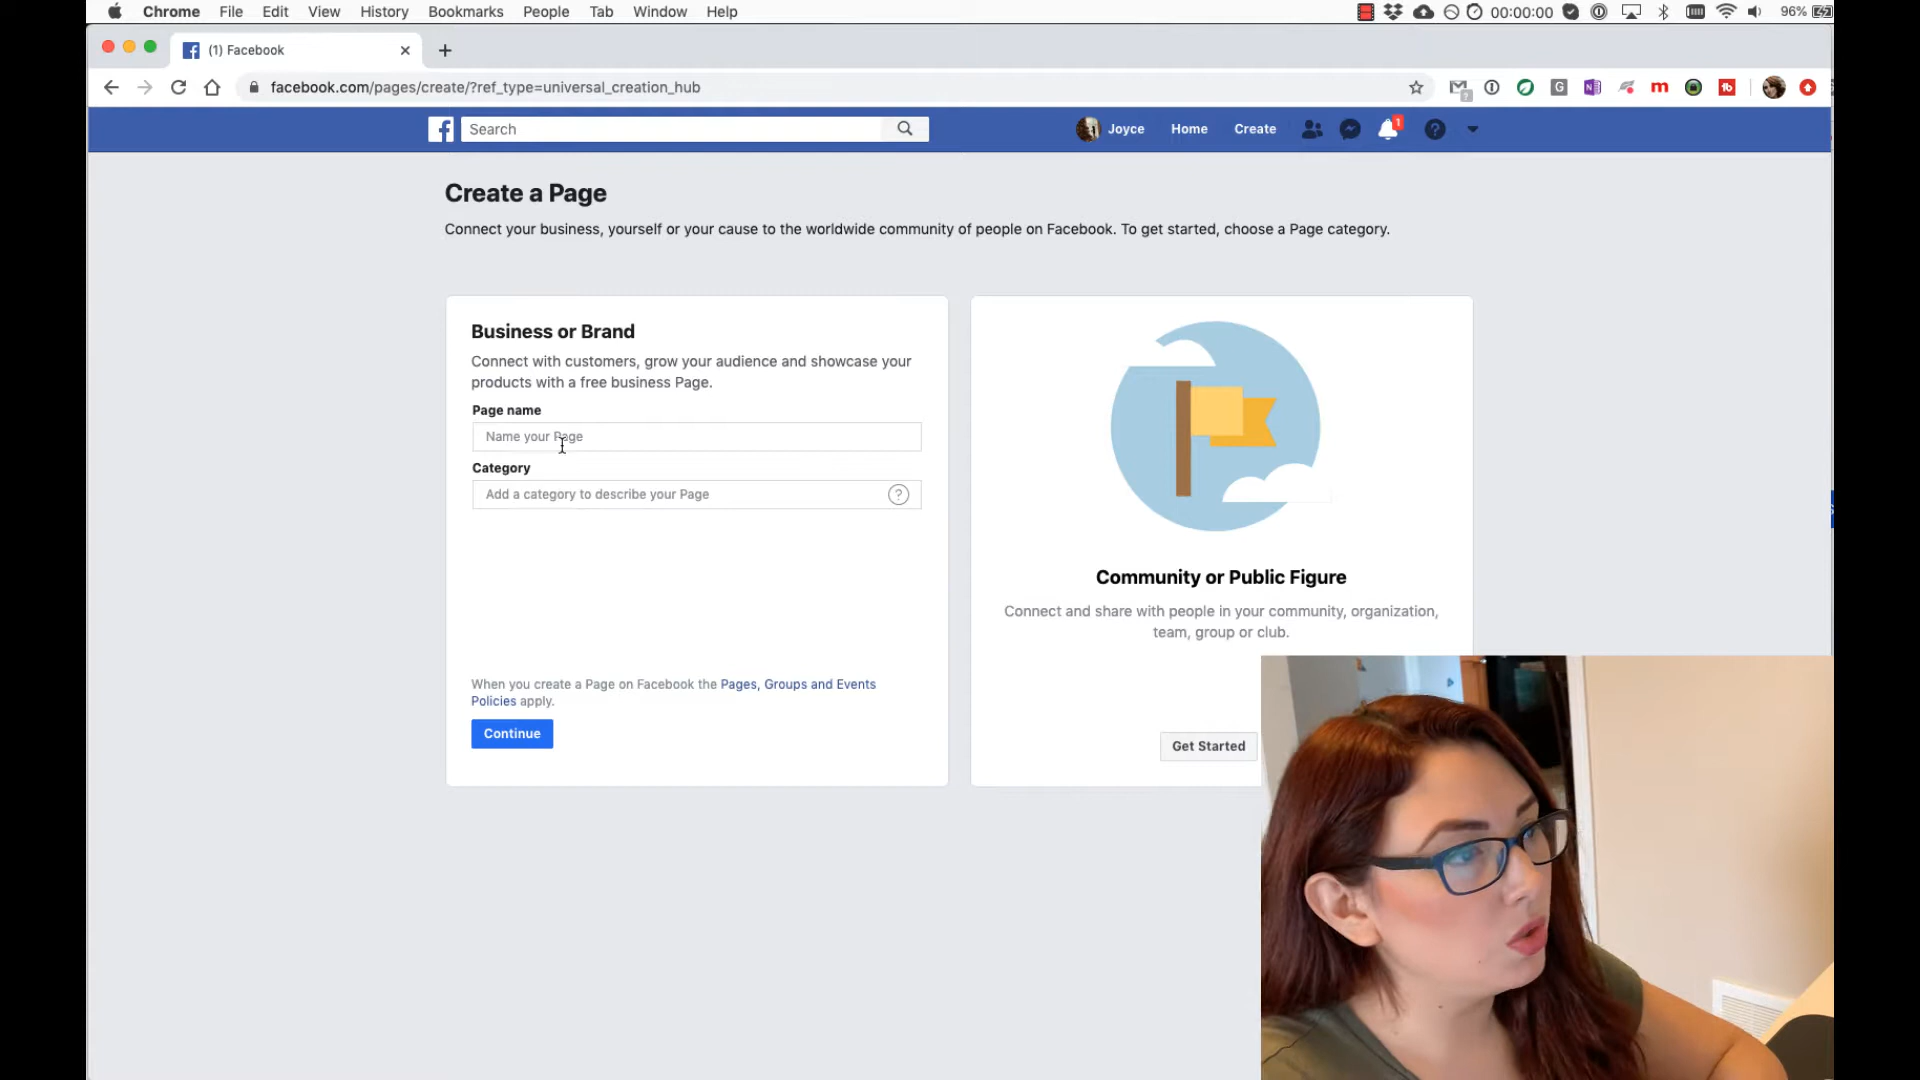 Chrome File Edit View History Bookmarks People Tab Window Help 00:00:00 96%
(1) Facebook
facebook.com/pages/create/?ref_type=universal_creation_hub
Search Joyce Home Create 1
Create a Page
Connect your business, yourself or your cause to the worldwide community of people on Facebook. To get started, choose a Page category.
Business or Brand
Connect with customers, grow your audience and showcase your
products with a free business Page.
Page name
Name your Page
Category
Add a category to describe your Page
When you create a Page on Facebook the Pages, Groups and Events
Policies apply.
Continue
Community or Public Figure
Connect and share with people in your community, organization,
team, group or club.
Get Started